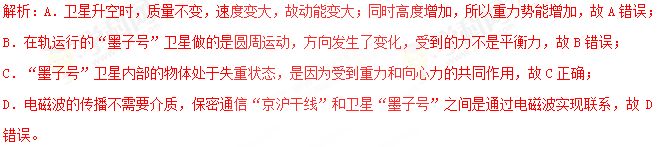 解析：A．卫星升空时，质量不变，速度变大，故动能变大；同时高度增加，所以重力势能增加，故 A 错误；
B．在轨运行的“墨子号”卫星做的是圆周运动，方向发生了变化，受到的力不是平衡力，故 B 错误；
C．“墨子号”卫星内部的物体处于失重状态，是因为受到重力和向心力的共同作用，故 C 正确；
D．电磁波的传播不需要介质，保密通信“京沪干线”和卫星“墨子号”之间是通过电磁波实现联系，故 D
错误。